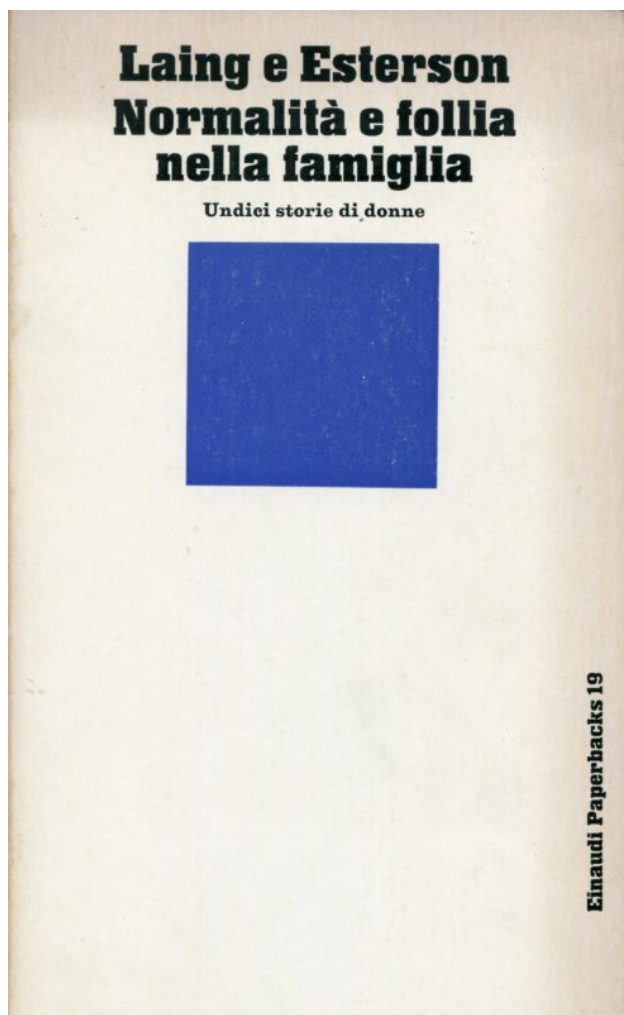 Laing e Esterson
Normalità e follia
nella famiglia
Undici storie di donne
Einaudi Paperbacks 19